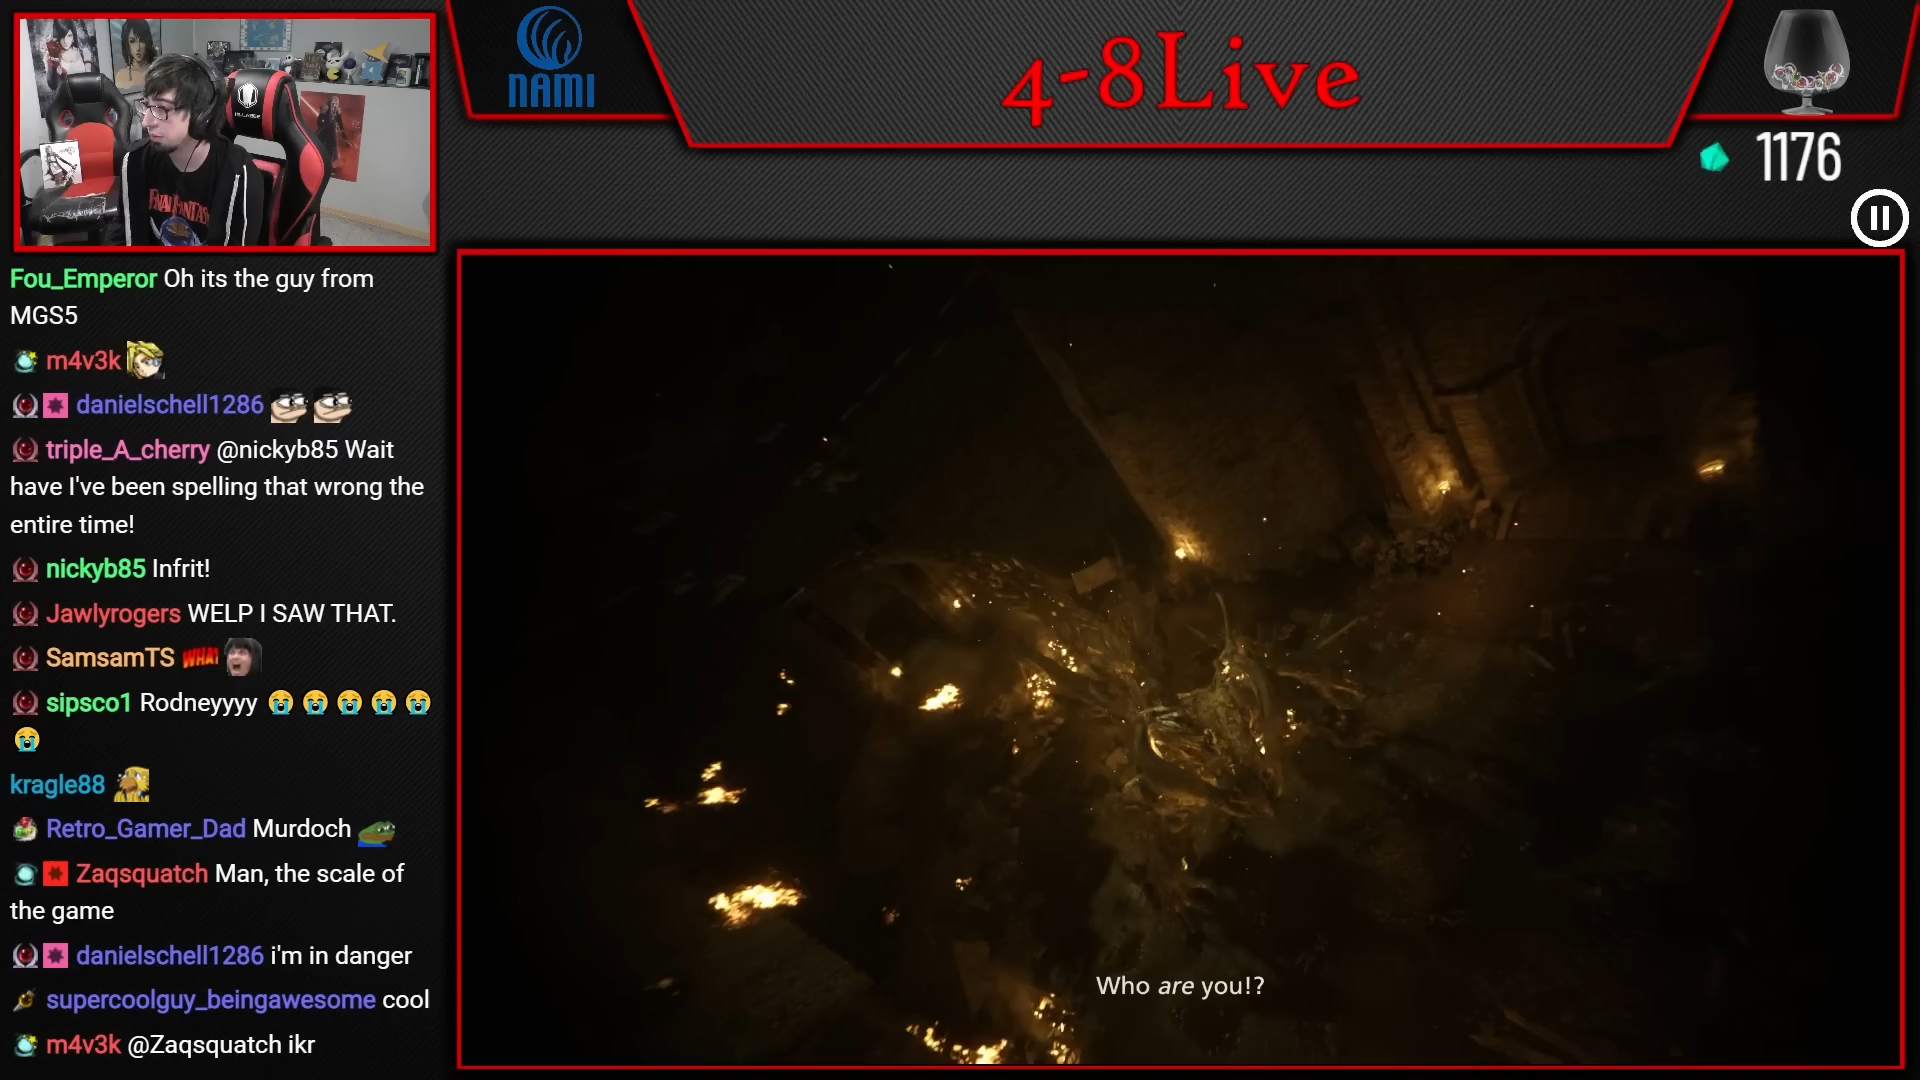 NAMI
4-8Live
1176
FINAL FANTASY
Fou_Emperor Oh its the guy from
MGS5
m4v3k
danielschell1286
triple_A_cherry @nickyb85 Wait
have I've been spelling that wrong the
entire time!
nickyb85 Infrit!
Jawlyrogers WELP I SAW THAT.
SamsamTS WHAT
sipsco1 Rodneyyyy 😭😭😭😭😭
😭
kragle88
Retro_Gamer_Dad Murdoch
Zaqsquatch Man, the scale of
the game
danielschell1286 i'm in danger
supercoolguy_beingawesome cool
m4v3k @Zaqsquatch ikr
Who are you!?